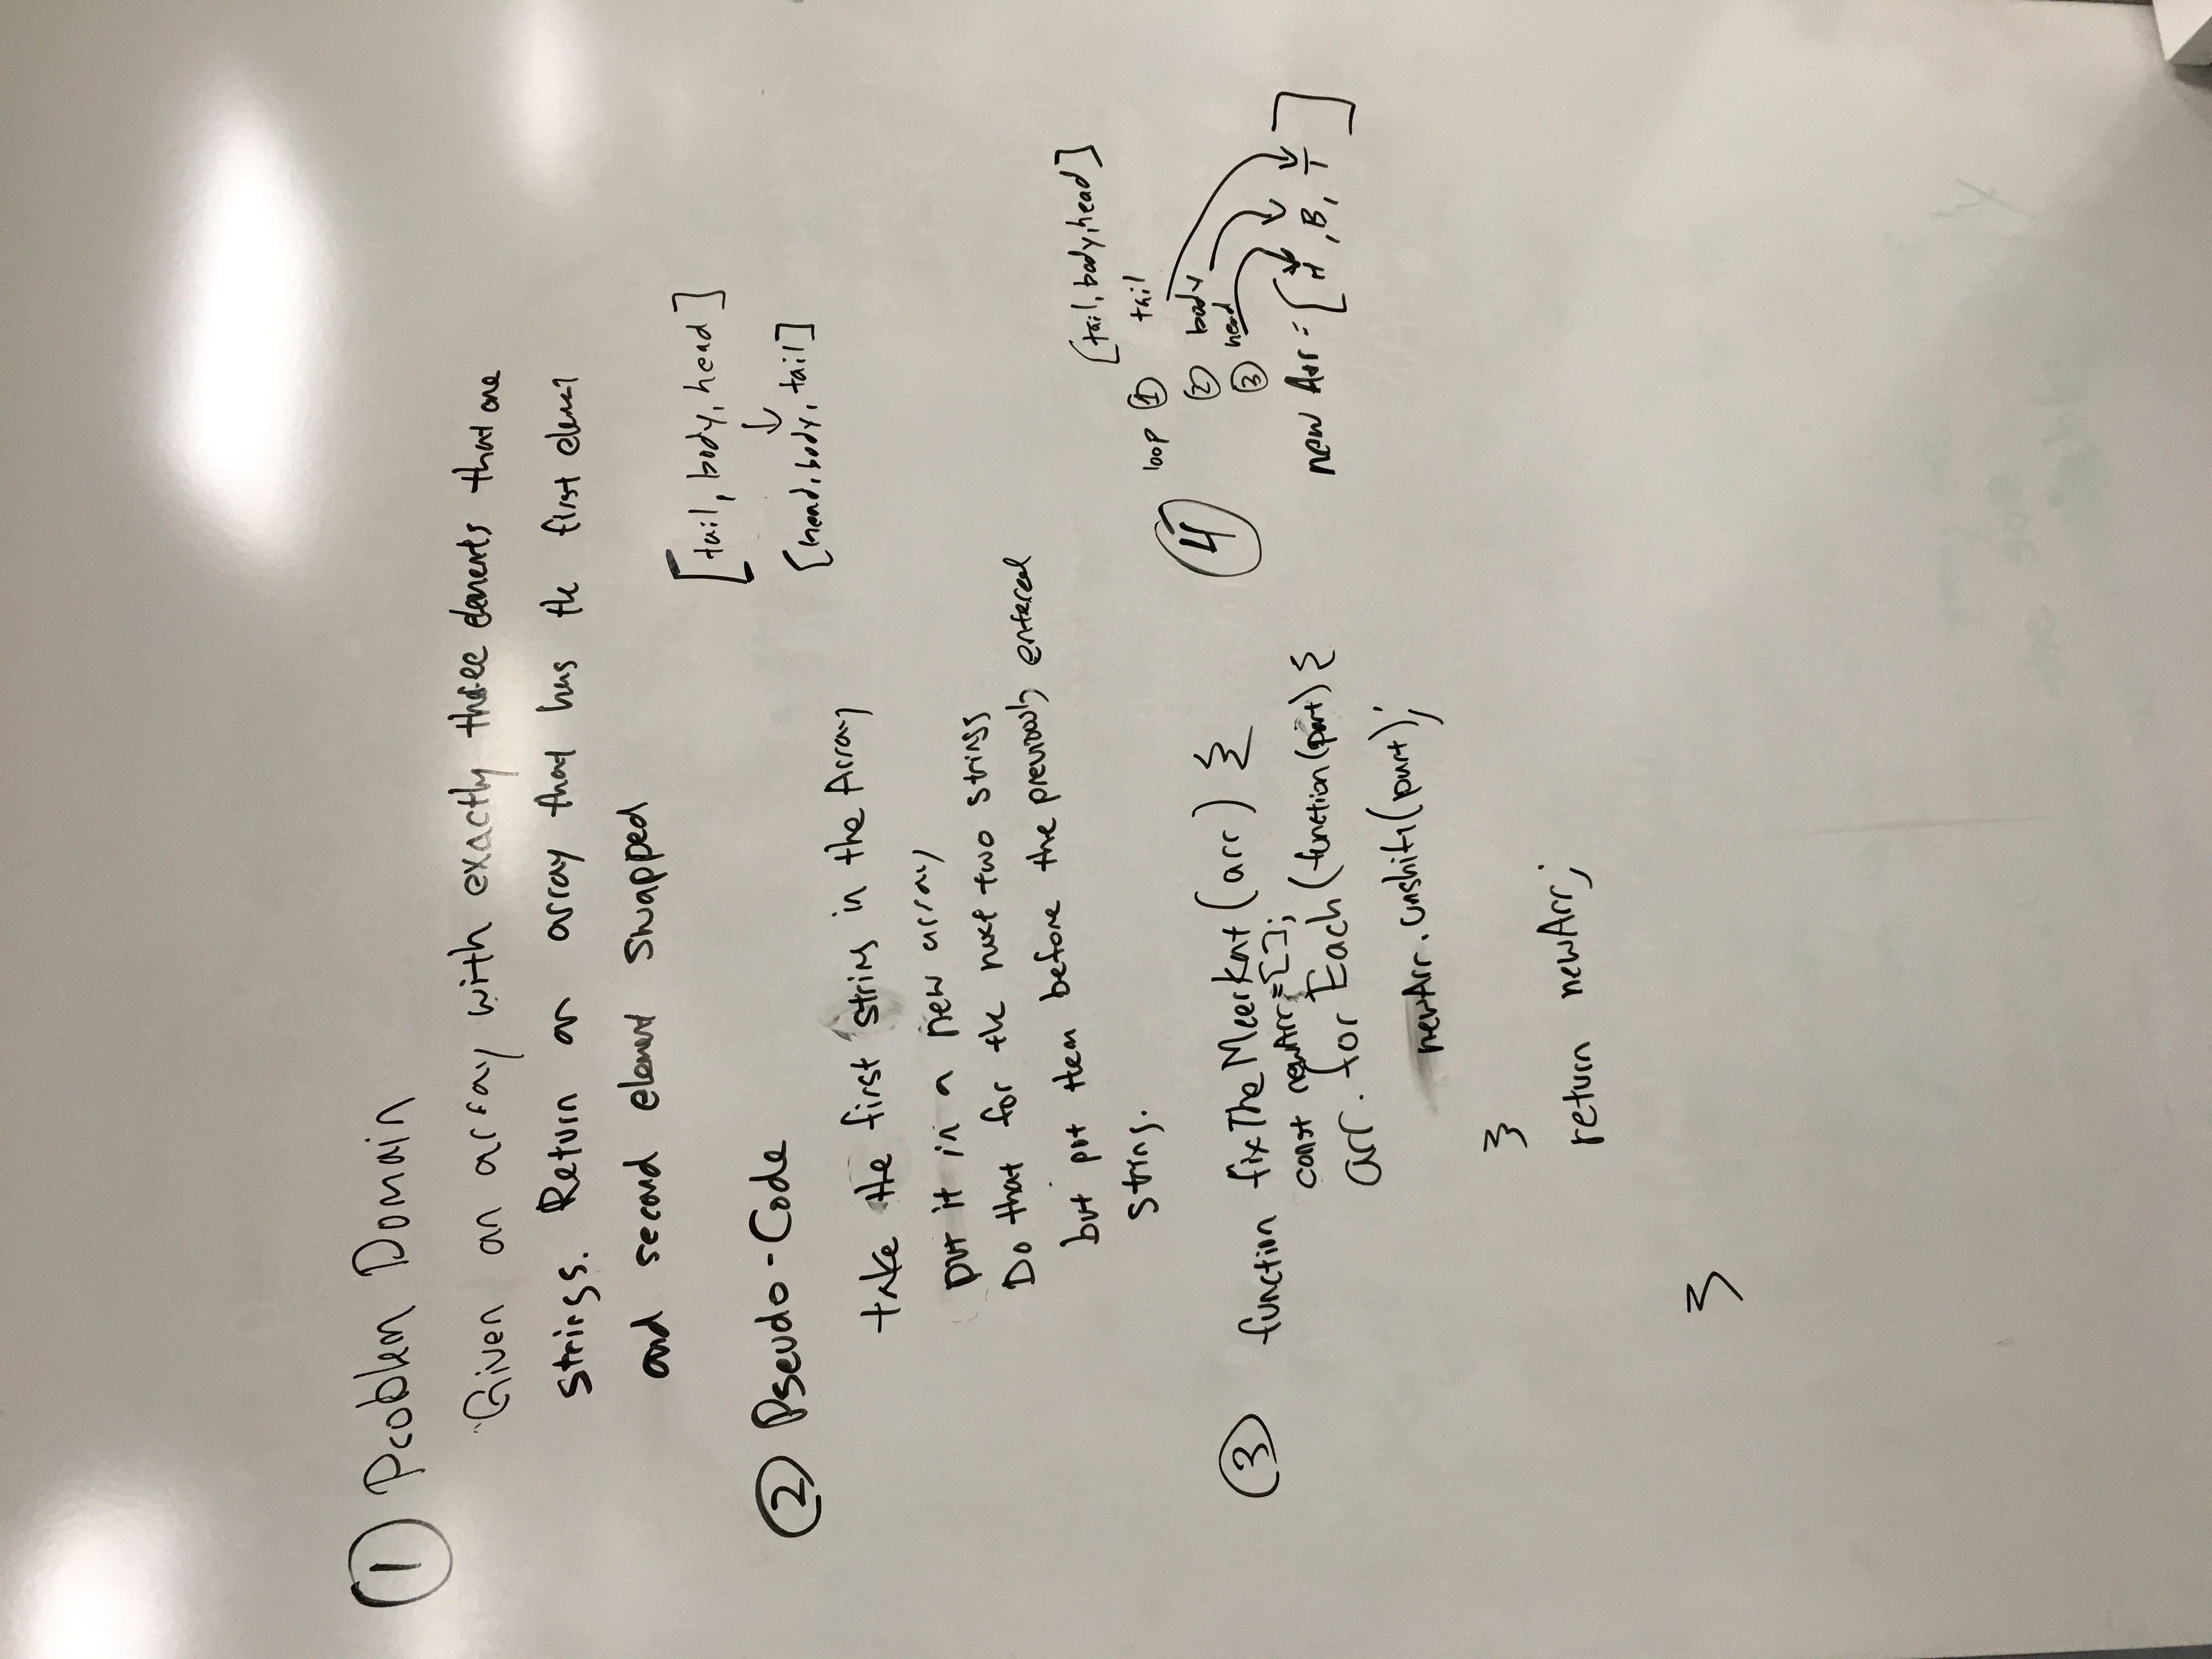 ① Problem Domain
Given an array with exactly three elements that are
strings. Return an array that has the first element
and second element swapped
[tail, body, head]
↓
[head, body, tail]
② Pseudo-Code
take the first string in the Array
put it in a new array
Do that for the next two strings
but put them before the previously entered
string.
③ function fixTheMeerkat(arr) {
const newArr=[];
arr.forEach(function(part) {
newArr.unshift(part);
}
return newArr;
}
④
[tail, body, head]
loop ① tail
② body
③ head
new Arr = [H, B, T]